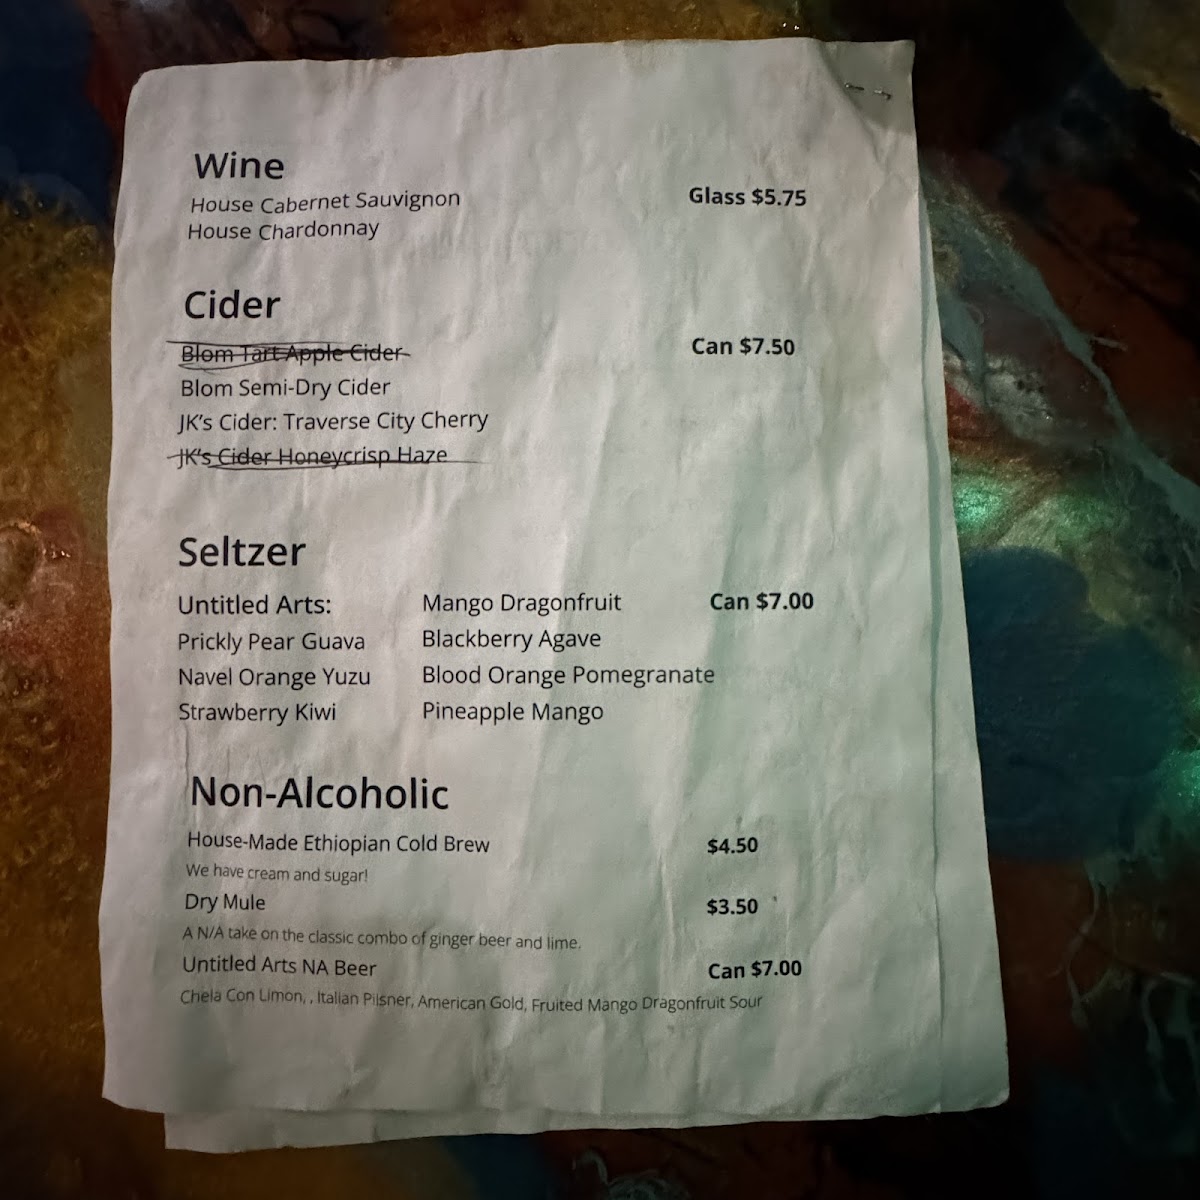 Wine
House Cabernet Sauvignon Glass $5.75
House Chardonnay
Cider
Blom Tart Apple Cider Can $7.50
Blom Semi-Dry Cider
JK's Cider: Traverse City Cherry
JK's Cider Honeycrisp Haze
Seltzer
Untitled Arts: Mango Dragonfruit Can $7.00
Prickly Pear Guava Blackberry Agave
Navel Orange Yuzu Blood Orange Pomegranate
Strawberry Kiwi Pineapple Mango
Non-Alcoholic
House-Made Ethiopian Cold Brew $4.50
We have cream and sugar!
Dry Mule $3.50
A N/A take on the classic combo of ginger beer and lime.
Untitled Arts NA Beer Can $7.00
Chela Con Limon, , Italian Pilsner, American Gold, Fruited Mango Dragonfruit Sour